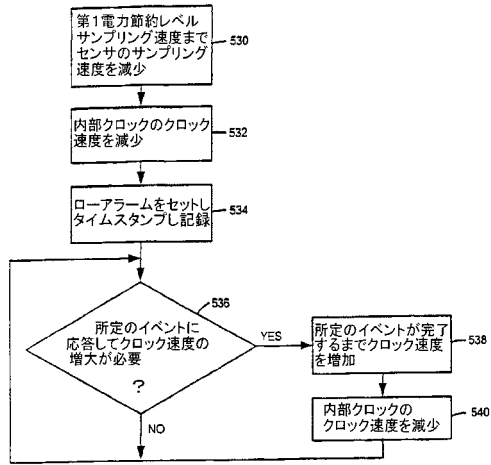 第1電力節約レベル
サンプリング速度まで
センサのサンプリング
速度を減少
530
内部クロックのクロック
速度を減少
532
ローアラームをセットし
タイムスタンプし記録
534
536
所定のイベントに
応答してクロック速度の
増大が必要
?
YES
NO
所定のイベントが完了
するまでクロック速度
を増加
538
内部クロックの
クロック速度を減少
540